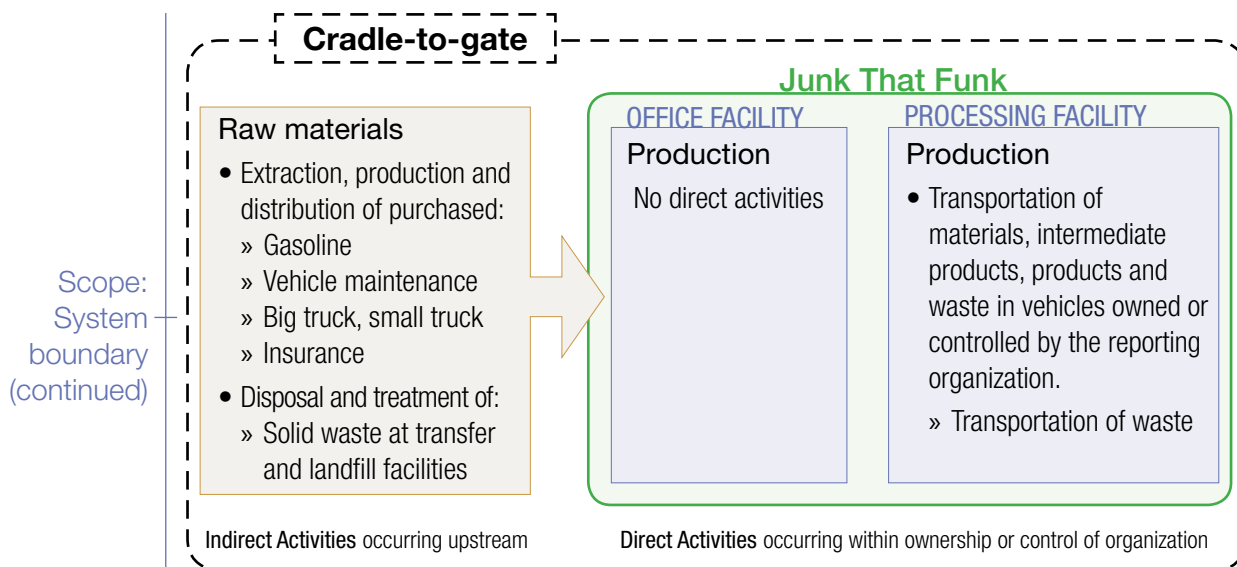 Cradle-to-gate
Junk That Funk
Scope:
System
boundary
(continued)
Raw materials
• Extraction, production and
distribution of purchased:
» Gasoline
» Vehicle maintenance
» Big truck, small truck
» Insurance
• Disposal and treatment of:
» Solid waste at transfer
and landfill facilities
OFFICE FACILITY
Production
No direct activities
PROCESSING FACILITY
Production
• Transportation of
materials, intermediate
products, products and
waste in vehicles owned or
controlled by the reporting
organization.
» Transportation of waste
Indirect Activities occurring upstream
Direct Activities occurring within ownership or control of organization